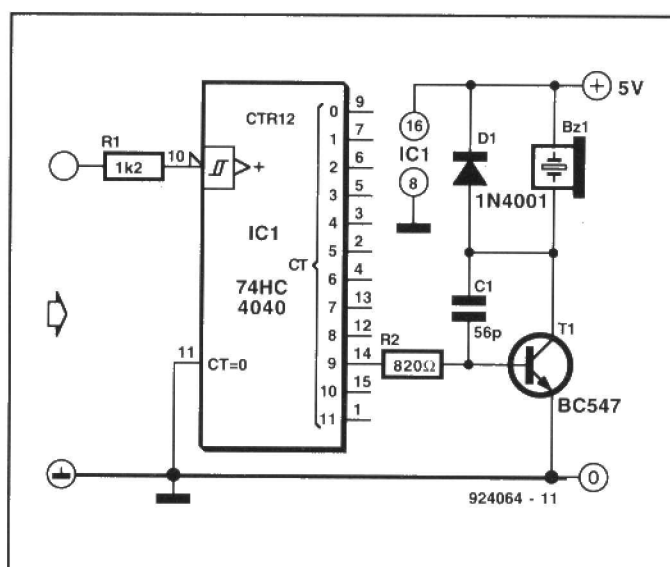 R1
1k2
10
+
CTR12
IC1
74HC
4040
CT
11
CT=0
0 9
1 7
2 6
3 5
4 3
5 2
6 4
7 13
8 12
9 14
10 15
11 1
R2
820Ω
16
IC1
8
D1
1N4001
C1
56p
+ 5V
Bz1
T1
BC547
0
924064 - 11